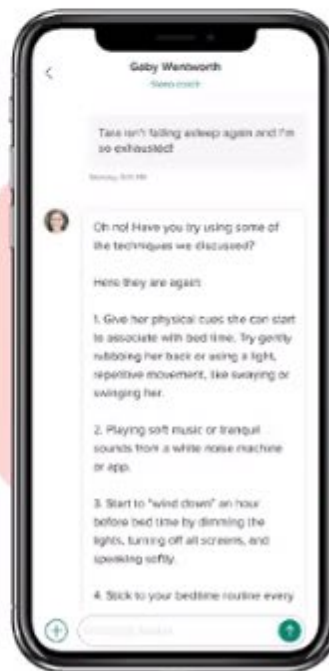 Gaby Wentworth
Sleep coach
Tara isn't falling asleep again and I'm
so exhausted!
Oh no! Have you try using some of
the techniques we discussed?
Here they are again:
1. Give her physical cues she can start
to associate with bed time. Try gently
rubbing her back or using a light,
repetitive movement, like swaying or
swinging her.
2. Playing soft music or tranquil
sounds from a white noise machine
or app.
3. Start to "wind down" an hour
before bed time by dimming the
lights, turning off all screens, and
speaking softly.
4. Stick to your bedtime routine every